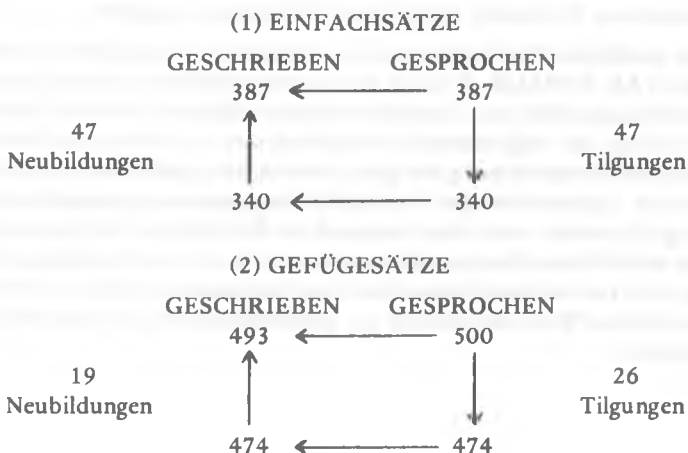 (1) EINFACHSÄTZE
GESCHRIEBEN GESPROCHEN
387 387
47 47
Neubildungen Tilgungen
340 340
(2) GEFÜGESÄTZE
GESCHRIEBEN GESPROCHEN
493 500
19 26
Neubildungen Tilgungen
474 474